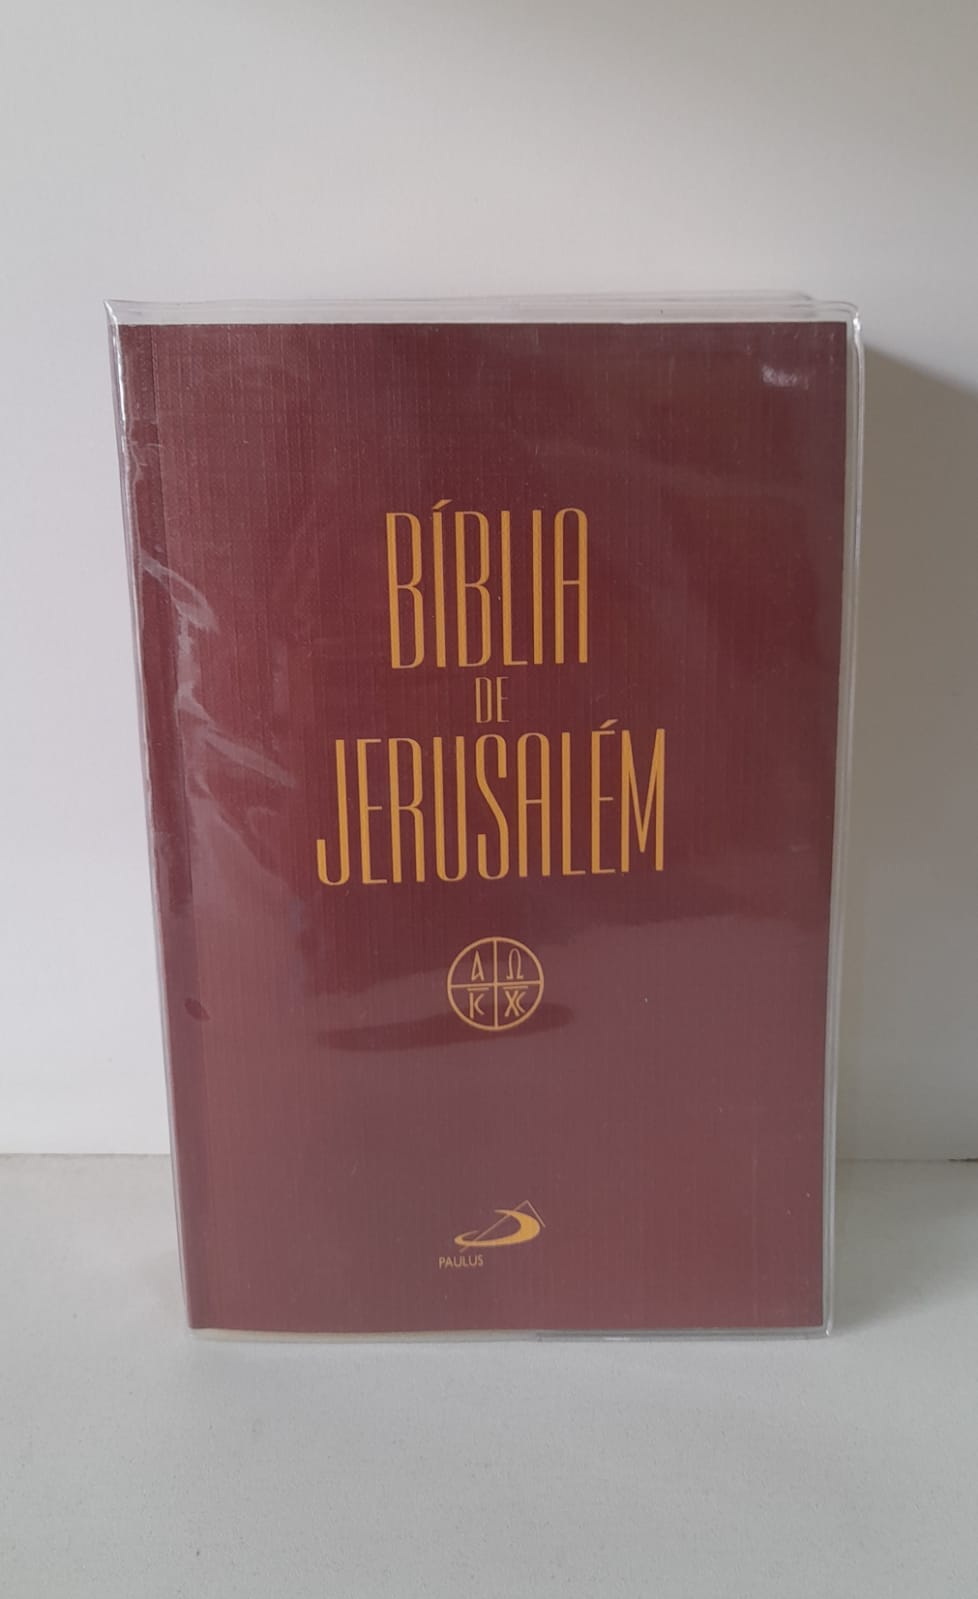 BÍBLIA
DE
JERUSALÉM
Α Ω
PAULUS